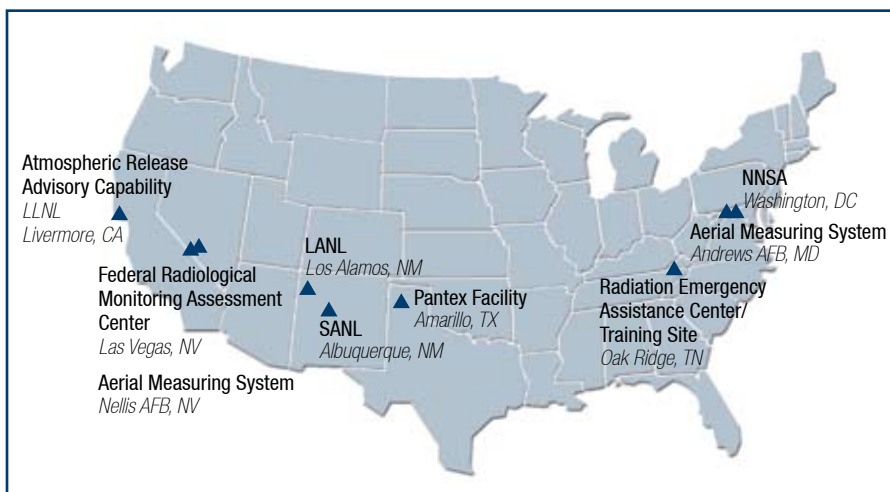 Atmospheric Release
Advisory Capability
LLNL
Livermore, CA
Federal Radiological
Monitoring Assessment
Center
Las Vegas, NV
Aerial Measuring System
Nellis AFB, NV
LANL
Los Alamos, NM
SANL
Albuquerque, NM
Pantex Facility
Amarillo, TX
NNSA
Washington, DC
Aerial Measuring System
Andrews AFB, MD
Radiation Emergency
Assistance Center/
Training Site
Oak Ridge, TN